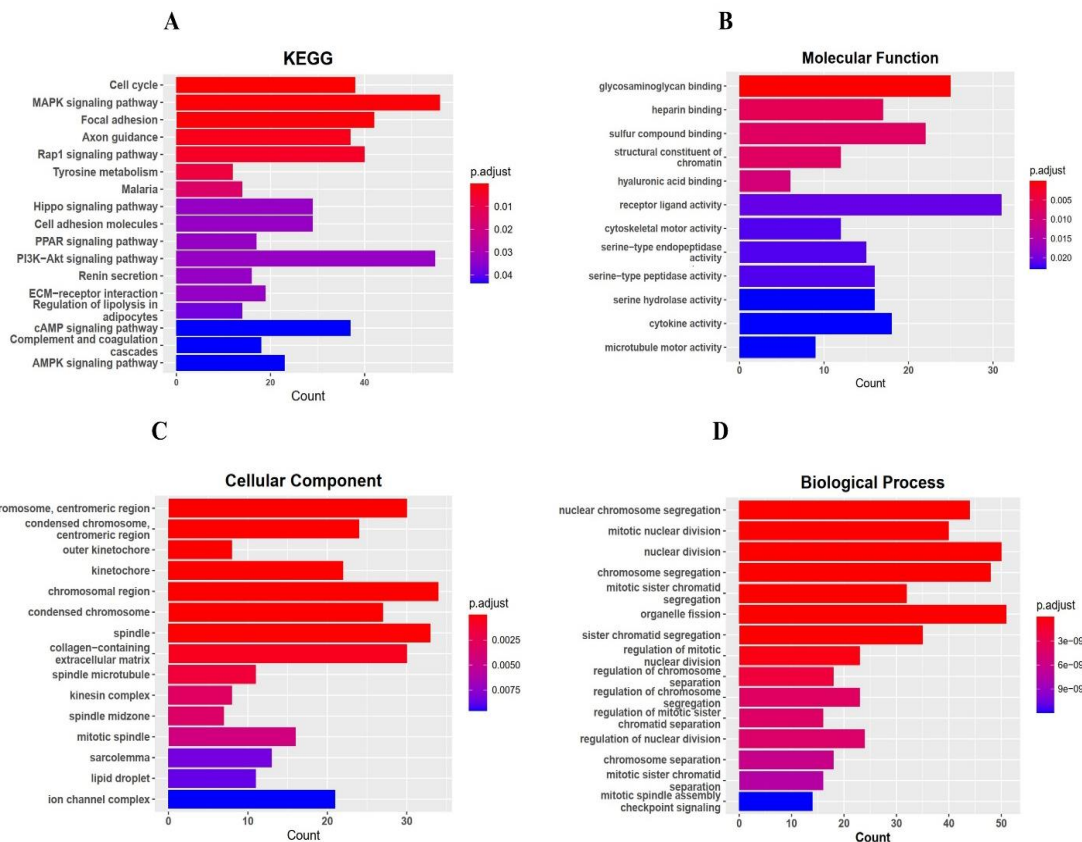 A
KEGG
Cell cycle
MAPK signaling pathway
Focal adhesion
Axon guidance
Rap1 signaling pathway
Tyrosine metabolism
Malaria
Hippo signaling pathway
Cell adhesion molecules
PPAR signaling pathway
PI3K-Akt signaling pathway
Renin secretion
ECM-receptor interaction
Regulation of lipolysis in
adipocytes
cAMP signaling pathway
Complement and coagulation
cascades
AMPK signaling pathway
0 20 40
Count
p.adjust
0.01
0.02
0.03
0.04
B
Molecular Function
glycosaminoglycan binding
heparin binding
sulfur compound binding
structural constituent of
chromatin
hyaluronic acid binding
receptor ligand activity
cytoskeletal motor activity
serine-type endopeptidase
activity
serine-type peptidase activity
serine hydrolase activity
cytokine activity
microtubule motor activity
0 10 20 30
Count
p.adjust
0.005
0.010
0.015
0.020
C
Cellular Component
romosome, centromeric region
condensed chromosome,
centromeric region
outer kinetochore
kinetochore
chromosomal region
condensed chromosome
spindle
collagen-containing
extracellular matrix
spindle microtubule
kinesin complex
spindle midzone
mitotic spindle
sarcolemma
lipid droplet
ion channel complex
0 10 20 30
Count
p.adjust
0.0025
0.0050
0.0075
D
Biological Process
nuclear chromosome segregation
mitotic nuclear division
nuclear division
chromosome segregation
mitotic sister chromatid
segregation
organelle fission
sister chromatid segregation
regulation of mitotic
nuclear division
regulation of chromosome
separation
regulation of chromosome
segregation
regulation of mitotic sister
chromatid separation
regulation of nuclear division
chromosome separation
mitotic sister chromatid
separation
mitotic spindle assembly
checkpoint signaling
0 10 20 30 40 50
Count
p.adjust
3e-09
6e-09
9e-09